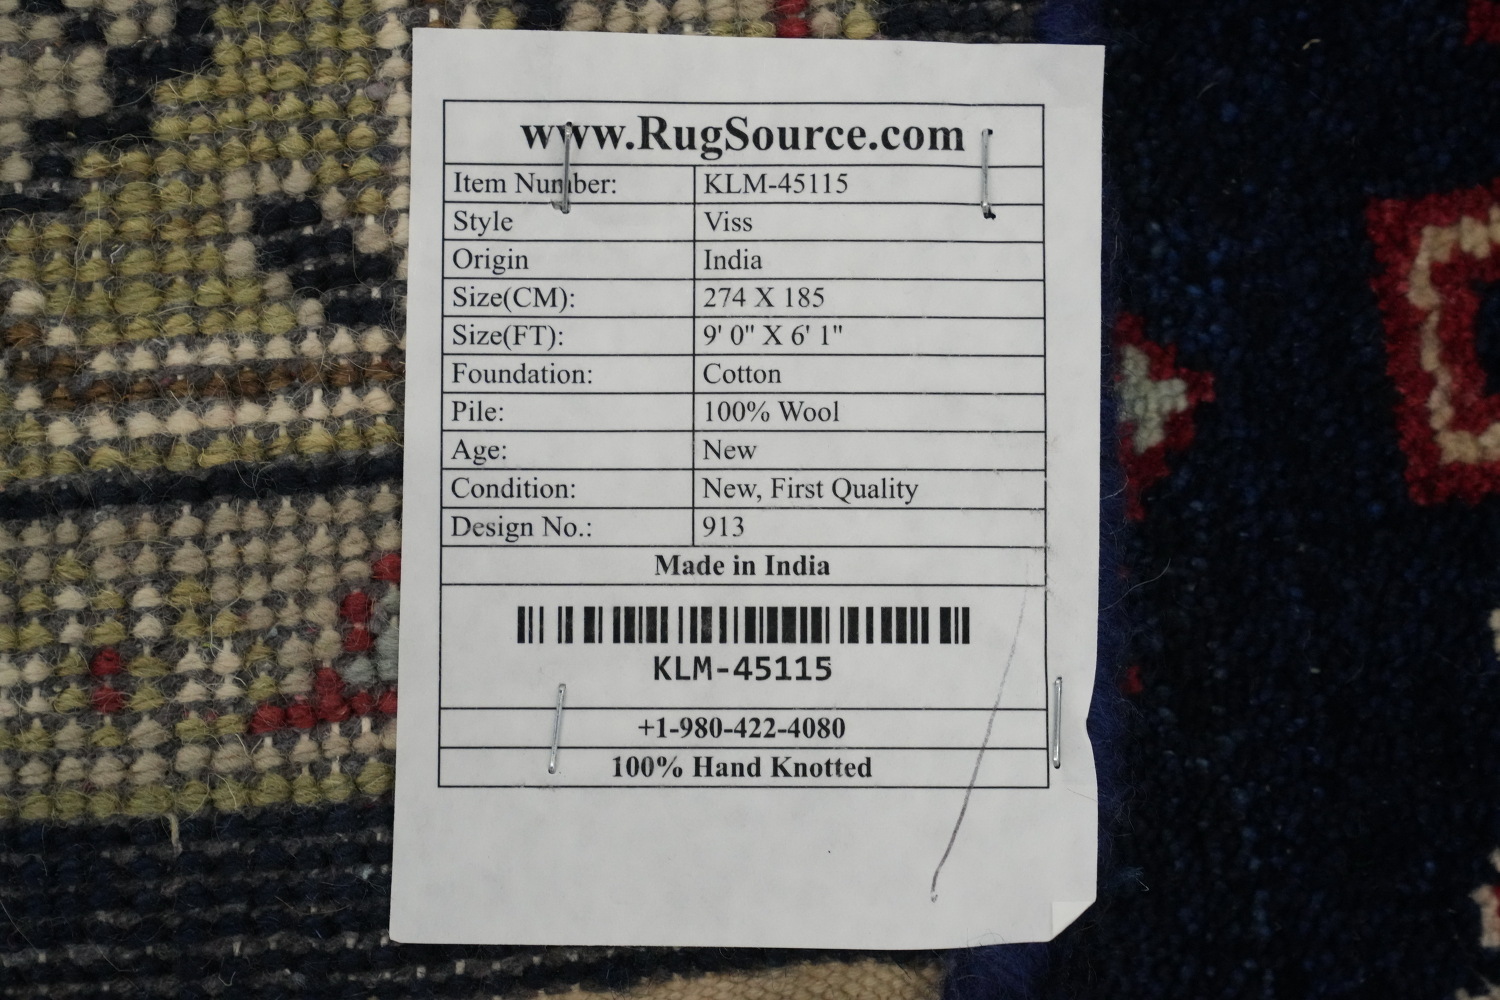 www.RugSource.com
Item Number: KLM-45115
Style Viss
Origin India
Size(CM): 274 X 185
Size(FT): 9' 0" X 6' 1"
Foundation: Cotton
Pile: 100% Wool
Age: New
Condition: New, First Quality
Design No.: 913
Made in India
KLM-45115
+1-980-422-4080
100% Hand Knotted